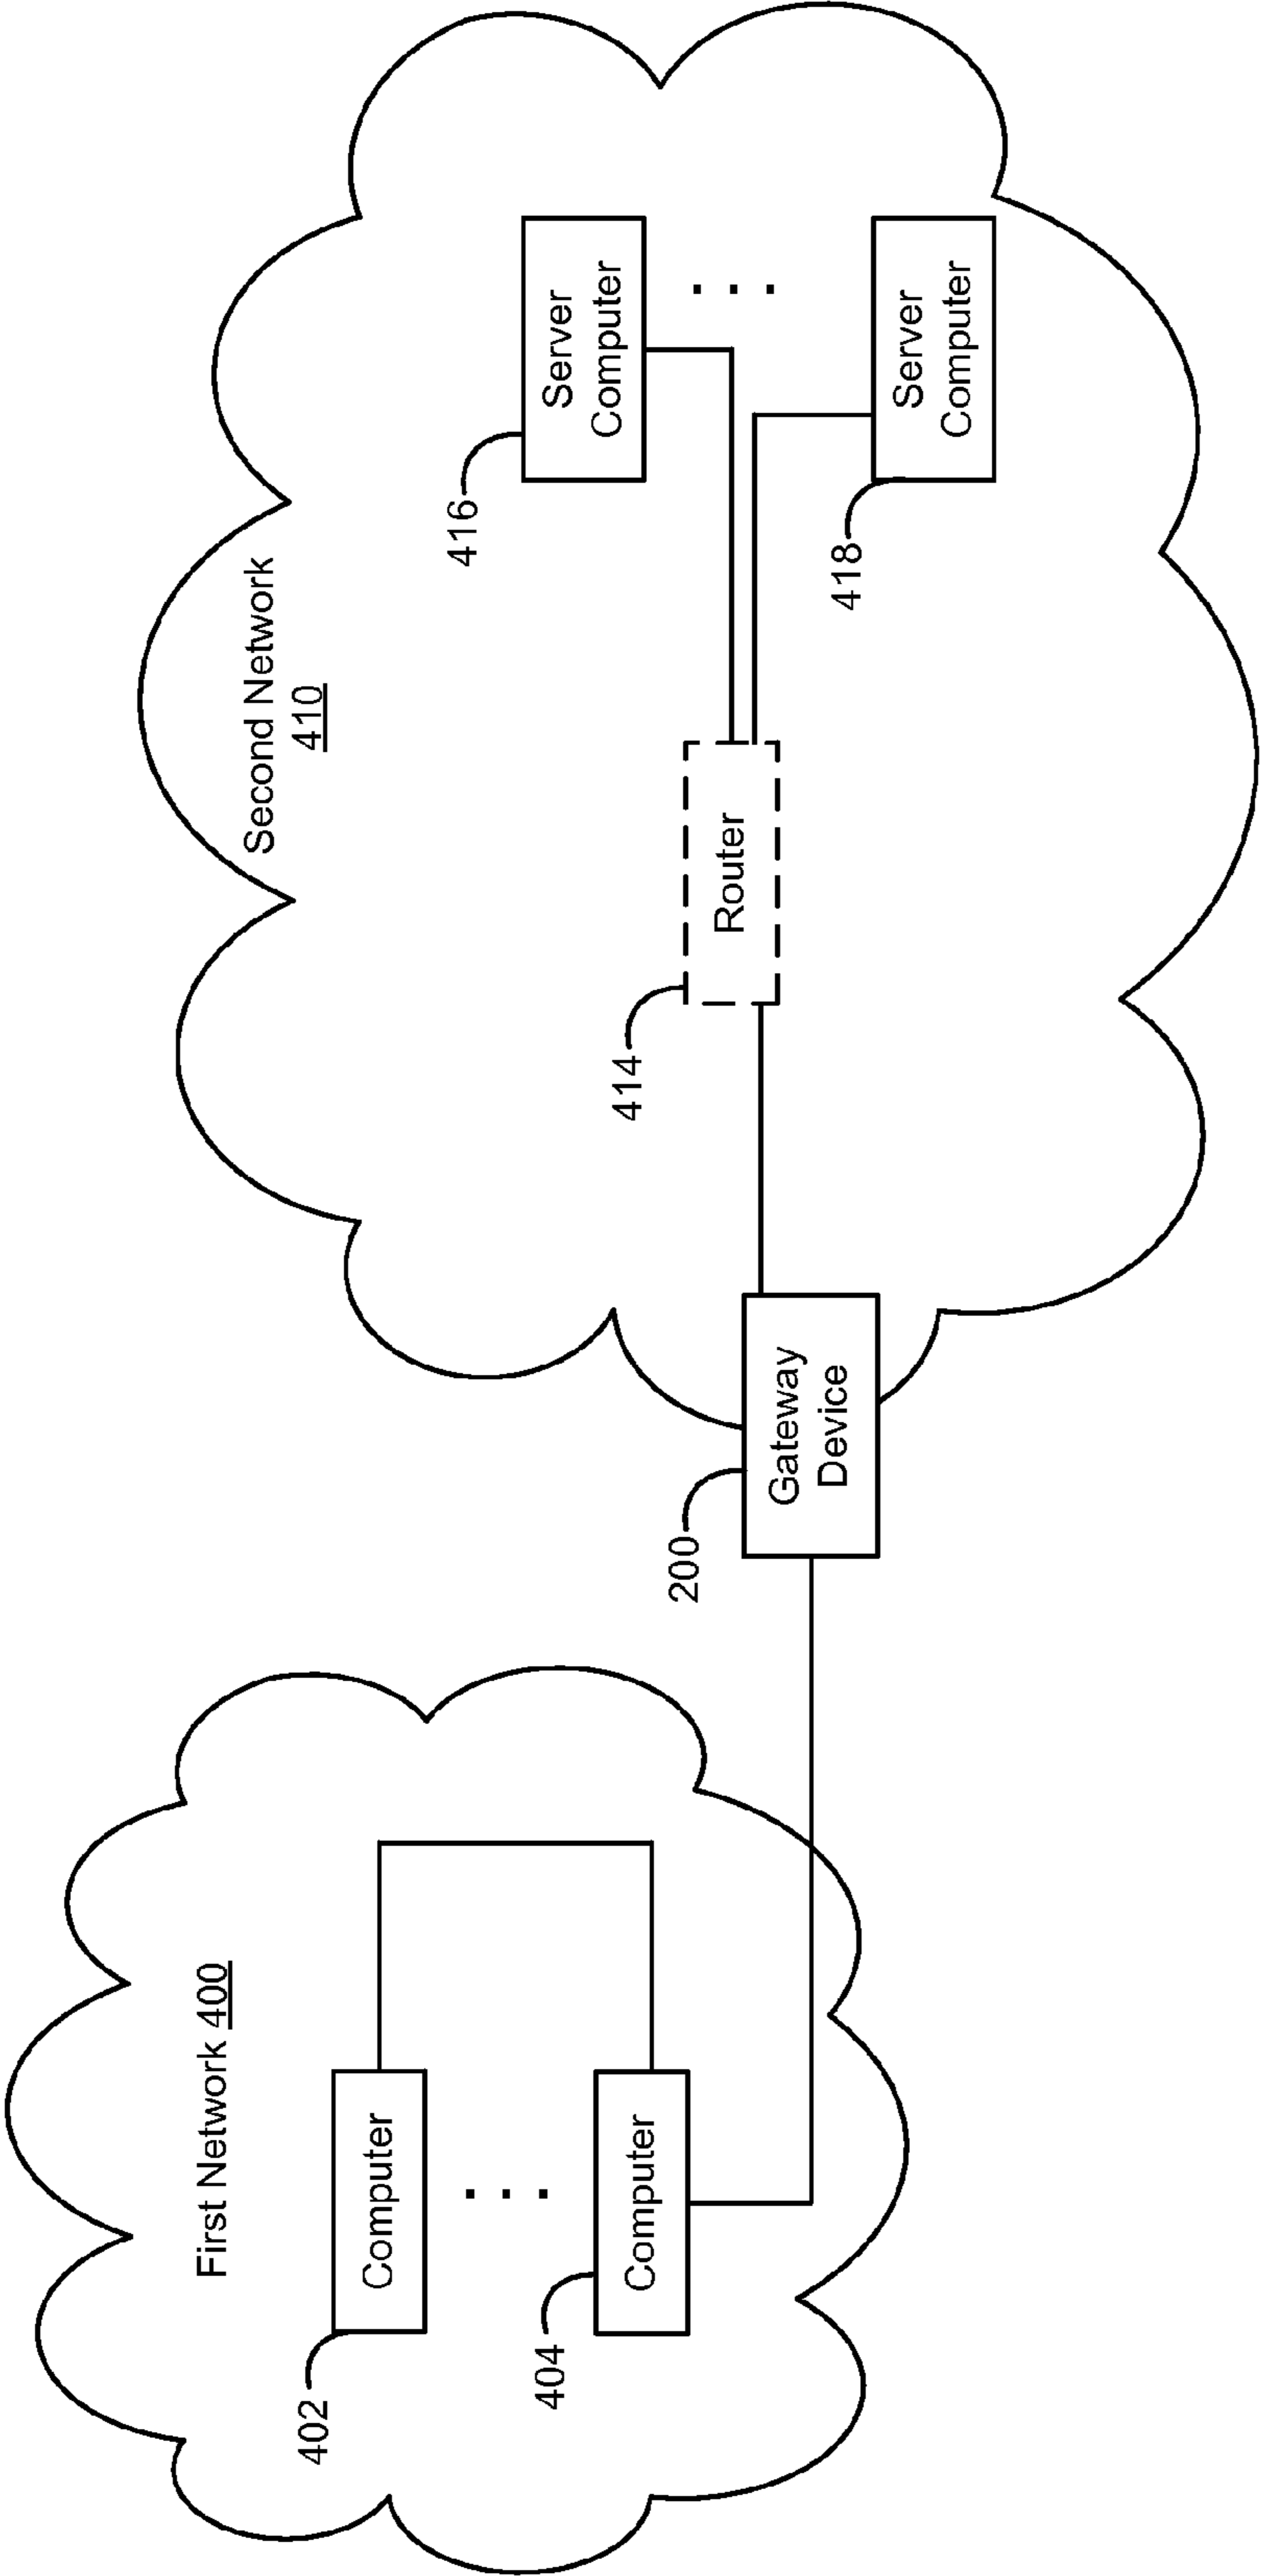 First Network 400
402
Computer
. . .
404
Computer
200
Gateway
Device
Second Network
410
414
Router
416
Server
Computer
. . .
418
Server
Computer